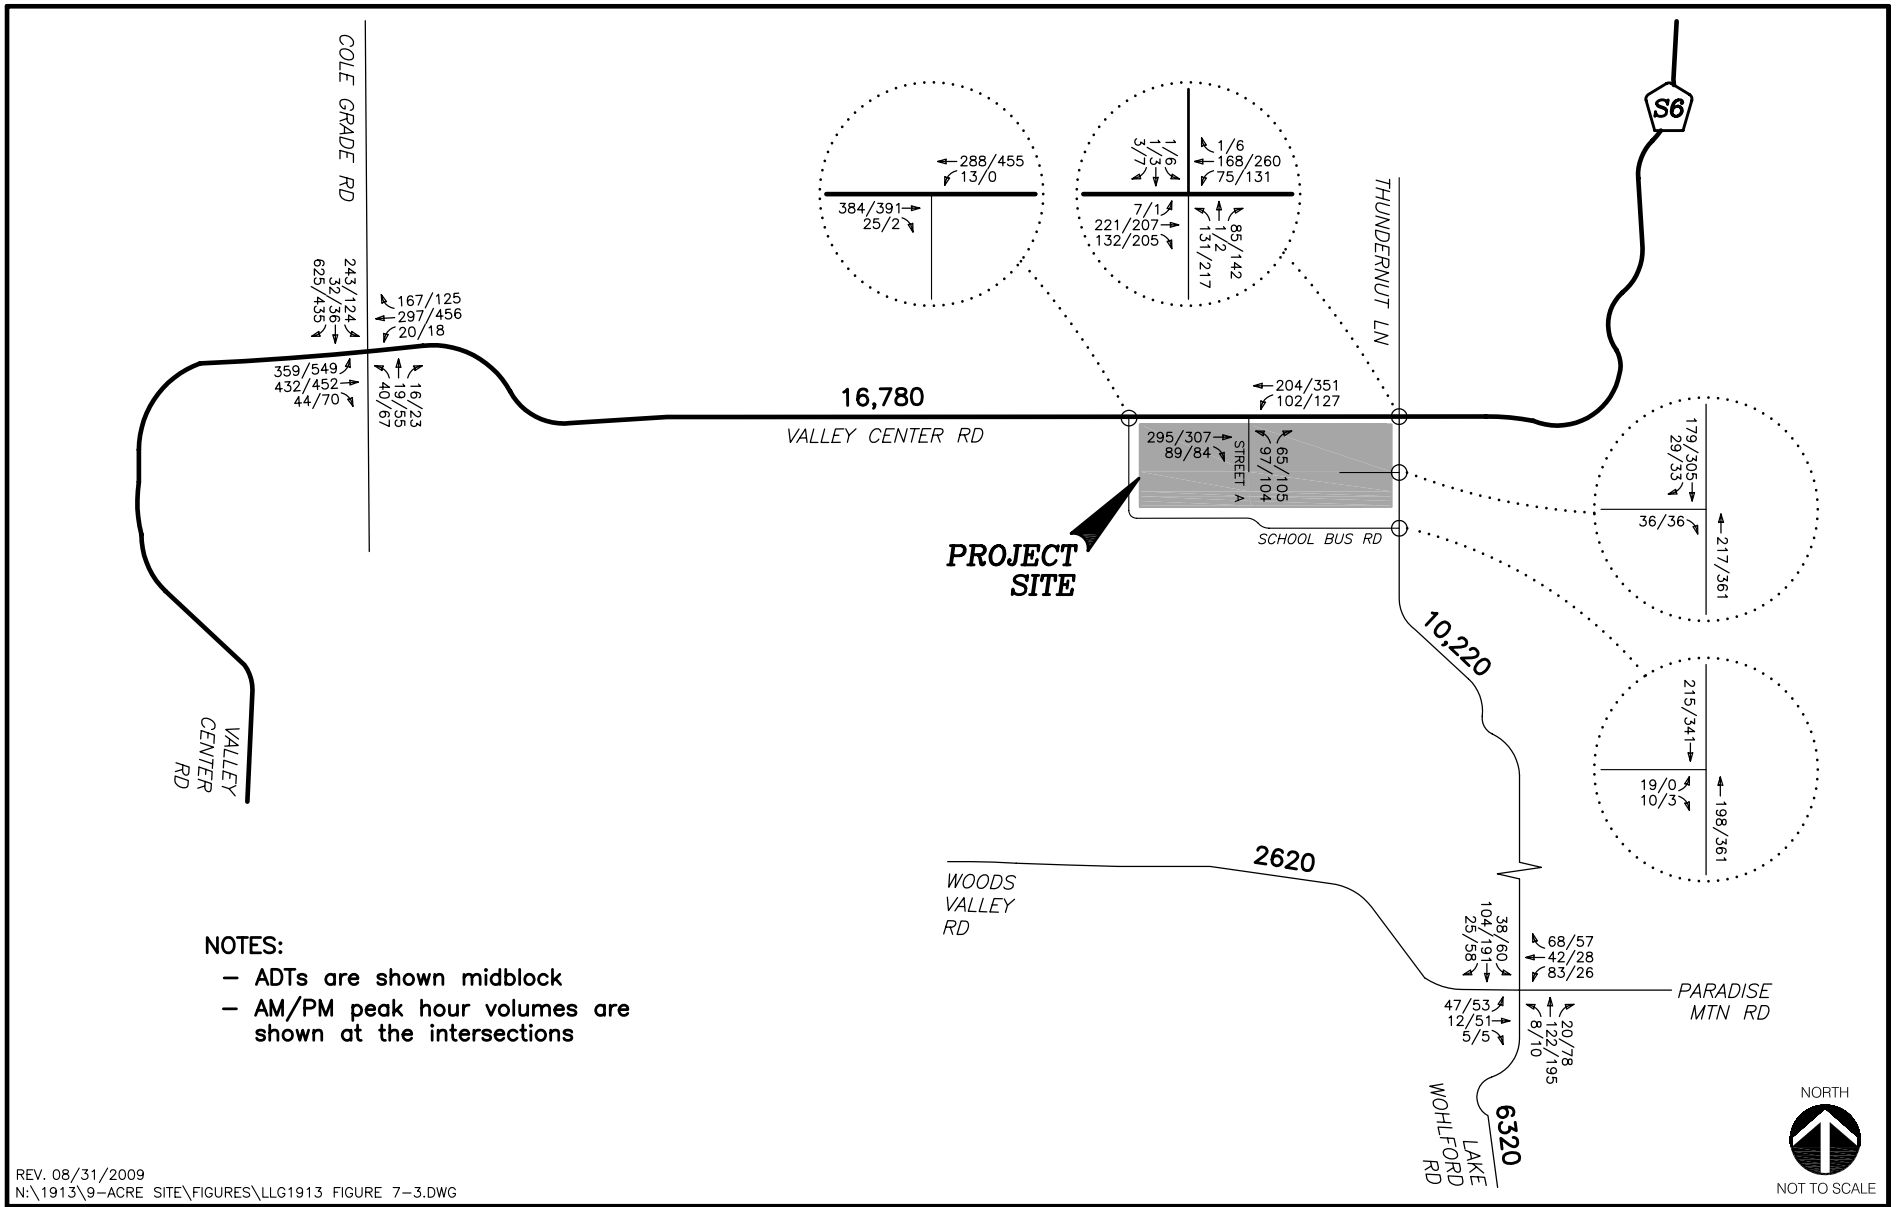 COLE GRADE RD
S6
THUNDERNUT LN
288/455
13/0
384/391
25/2
1/6
1/3
3/7
1/6
168/260
75/131
7/1
221/207
132/205
85/142
1/2
131/217
243/124
32/36
625/435
167/125
297/456
20/18
359/549
432/452
44/70
16/23
19/55
40/67
16,780
VALLEY CENTER RD
204/351
102/127
295/307
89/84
STREET A
65/105
97/104
SCHOOL BUS RD
PROJECT
SITE
179/305
29/33
36/36
217/361
10,220
215/341
19/0
10/3
198/361
VALLEY
CENTER
RD
WOODS
VALLEY
RD
2620
38/60
104/191
25/58
68/57
42/28
83/26
47/53
12/51
5/5
20/78
122/195
8/10
PARADISE
MTN RD
LAKE
WOHLFORD
RD
6320
NOTES:
– ADTs are shown midblock
– AM/PM peak hour volumes are
shown at the intersections
NORTH
NOT TO SCALE
REV. 08/31/2009
N:\1913\9-ACRE SITE\FIGURES\LLG1913 FIGURE 7-3.DWG